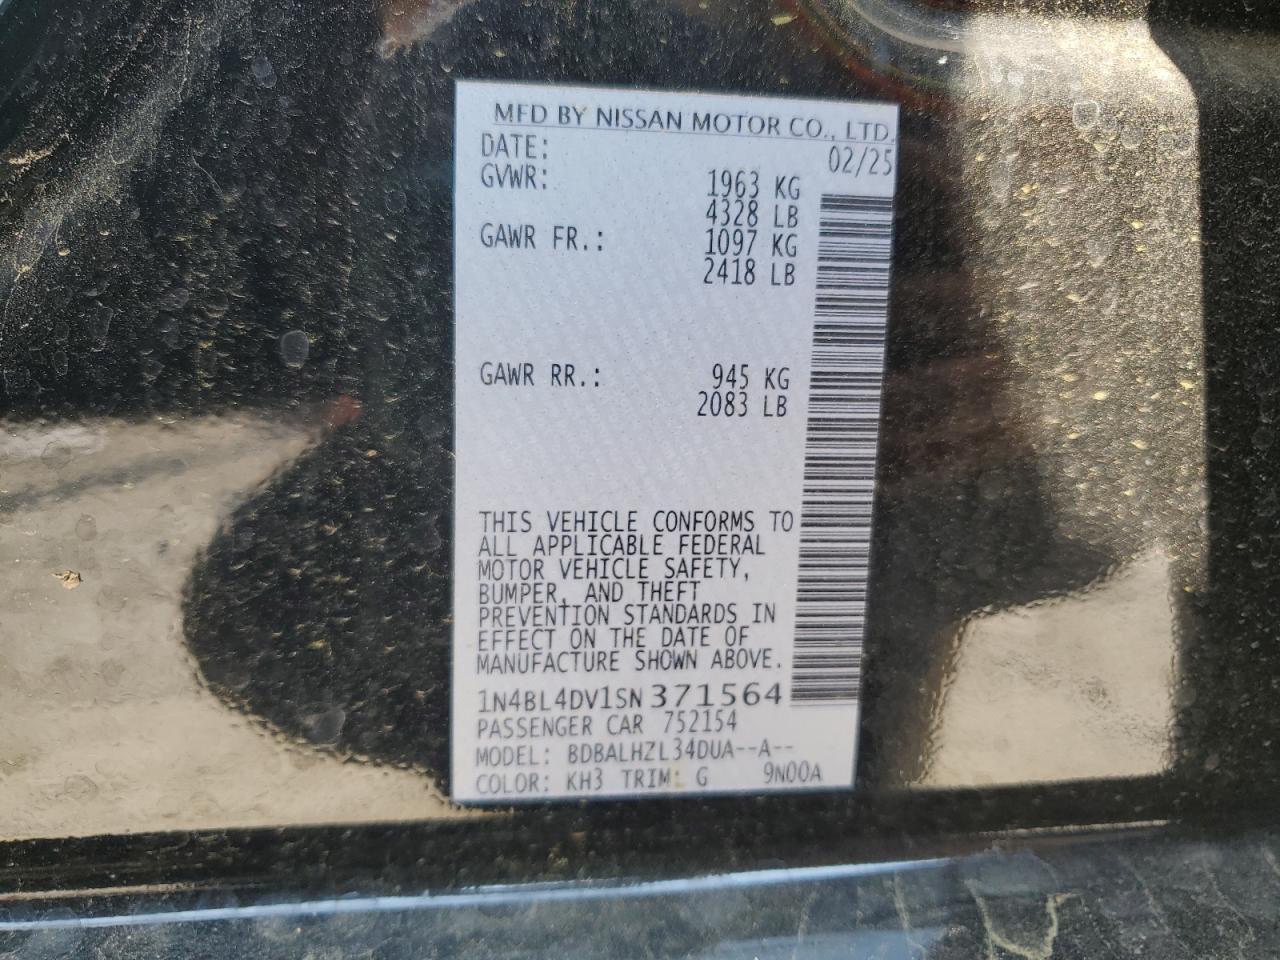 MFD BY NISSAN MOTOR CO., LTD.
DATE: 02/25
GVWR: 1963 KG
4328 LB
GAWR FR.: 1097 KG
2418 LB
GAWR RR.: 945 KG
2083 LB
THIS VEHICLE CONFORMS TO
ALL APPLICABLE FEDERAL
MOTOR VEHICLE SAFETY,
BUMPER, AND THEFT
PREVENTION STANDARDS IN
EFFECT ON THE DATE OF
MANUFACTURE SHOWN ABOVE.
1N4BL4DV1SN371564
PASSENGER CAR 752154
MODEL: BDBALHZL34DUA--A--
COLOR: KH3 TRIM: G 9N00A